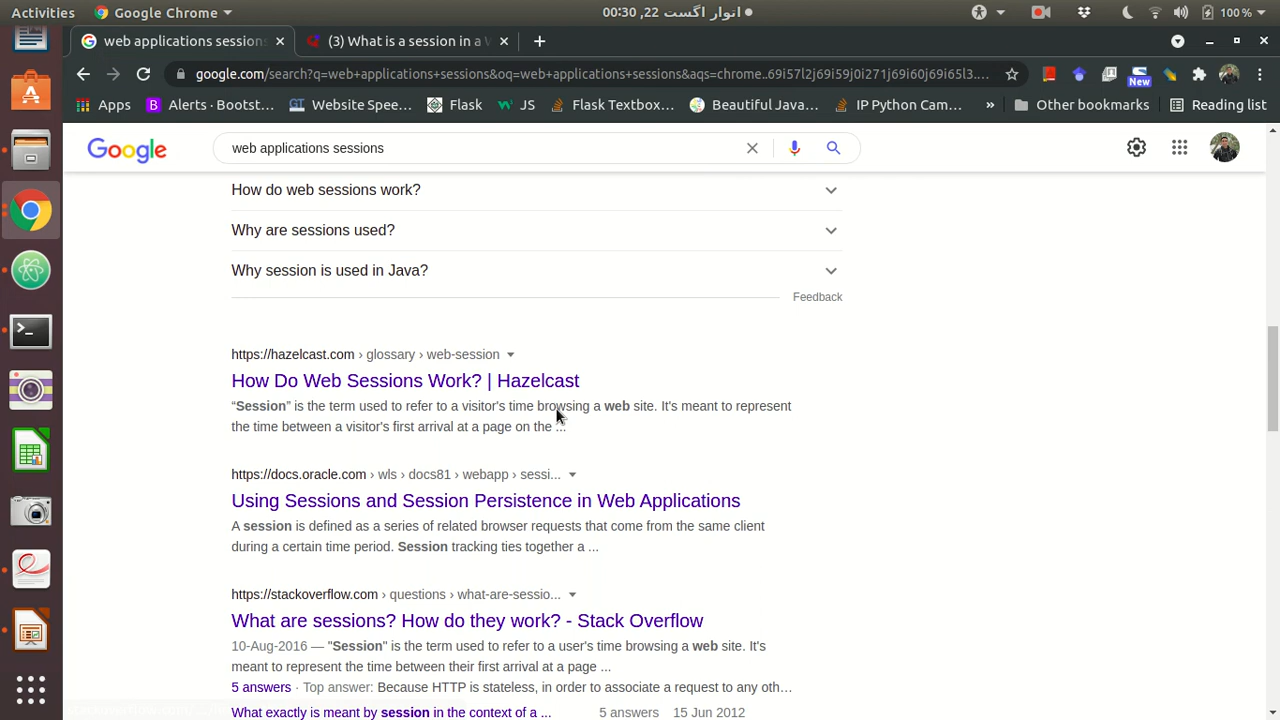 Activities
Google Chrome
00:30 ,22 اتوار اگست
100 %
web applications sessions
(3) What is a session in a
google.com/search?q=web+applications+sessions&oq=web+applications+sessions&aqs=chrome..69i57l2j69i59j0i271j69i60j69i65l3....
New
Apps
Alerts · Bootst...
Website Spee...
Flask
JS
Flask Textbox...
Beautiful Java...
IP Python Cam...
»
Other bookmarks
Reading list
Google
web applications sessions
How do web sessions work?
Why are sessions used?
Why session is used in Java?
Feedback
https://hazelcast.com › glossary › web-session
How Do Web Sessions Work? | Hazelcast
“Session” is the term used to refer to a visitor's time browsing a web site. It's meant to represent
the time between a visitor's first arrival at a page on the ...
https://docs.oracle.com › wls › docs81 › webapp › sessi...
Using Sessions and Session Persistence in Web Applications
A session is defined as a series of related browser requests that come from the same client
during a certain time period. Session tracking ties together a ...
https://stackoverflow.com › questions › what-are-sessio...
What are sessions? How do they work? - Stack Overflow
10-Aug-2016 — "Session" is the term used to refer to a user's time browsing a web site. It's
meant to represent the time between their first arrival at a page ...
5 answers · Top answer: Because HTTP is stateless, in order to associate a request to any oth...
What exactly is meant by session in the context of a ...
5 answers
15 Jun 2012